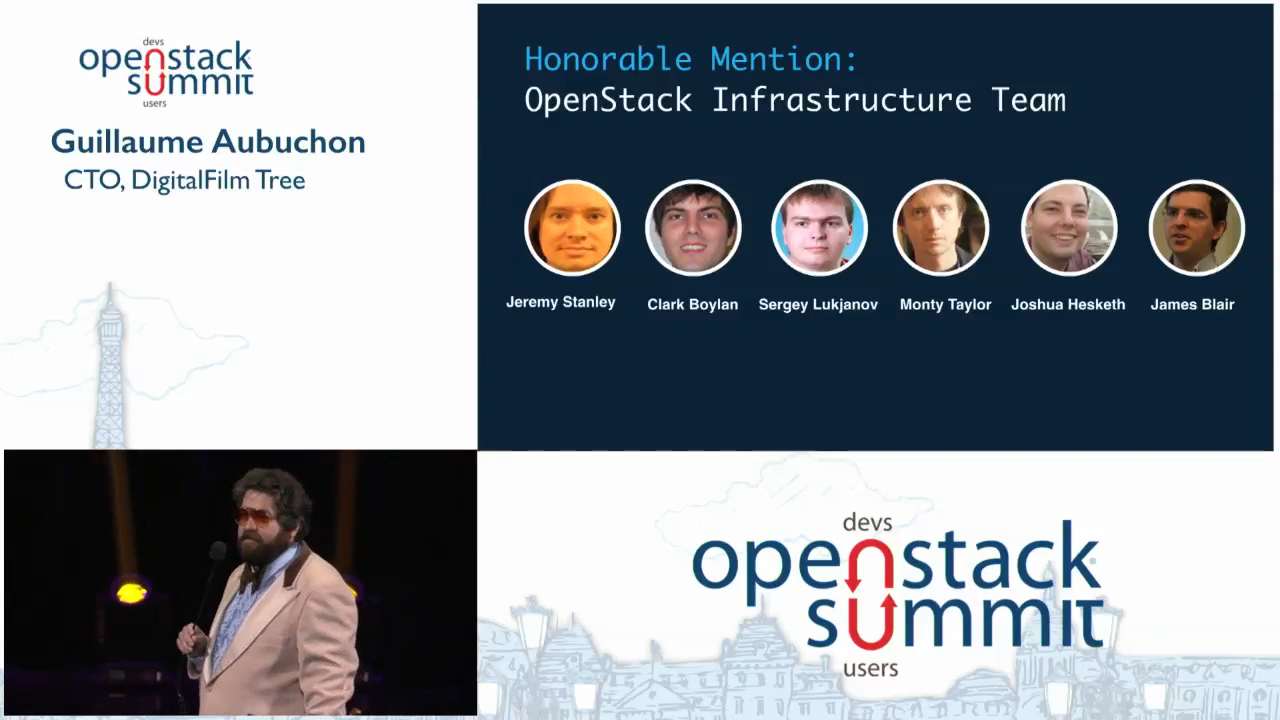 devs
openstack
summit
users
Guillaume Aubuchon
CTO, DigitalFilm Tree
Honorable Mention:
OpenStack Infrastructure Team
Jeremy Stanley
Clark Boylan
Sergey Lukjanov
Monty Taylor
Joshua Hesketh
James Blair
devs
openstack
summit
users